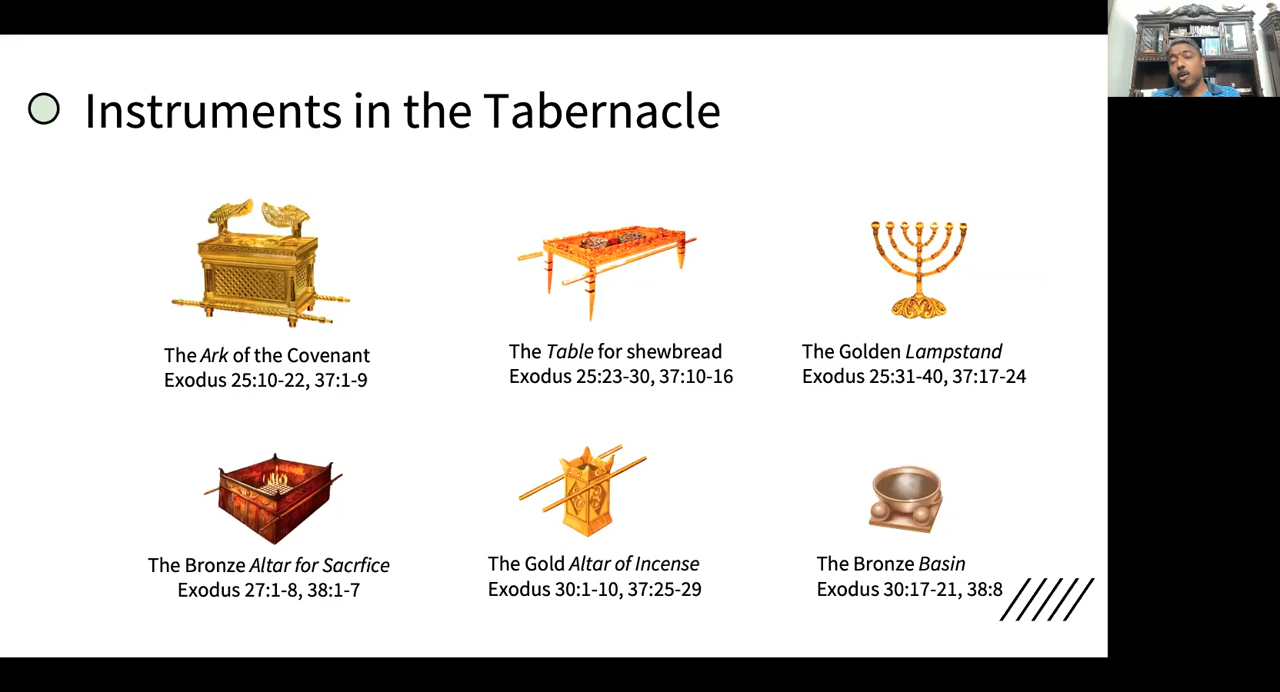 Instruments in the Tabernacle
The Ark of the Covenant
Exodus 25:10-22, 37:1-9
The Table for shewbread
Exodus 25:23-30, 37:10-16
The Golden Lampstand
Exodus 25:31-40, 37:17-24
The Bronze Altar for Sacrfice
Exodus 27:1-8, 38:1-7
The Gold Altar of Incense
Exodus 30:1-10, 37:25-29
The Bronze Basin
Exodus 30:17-21, 38:8